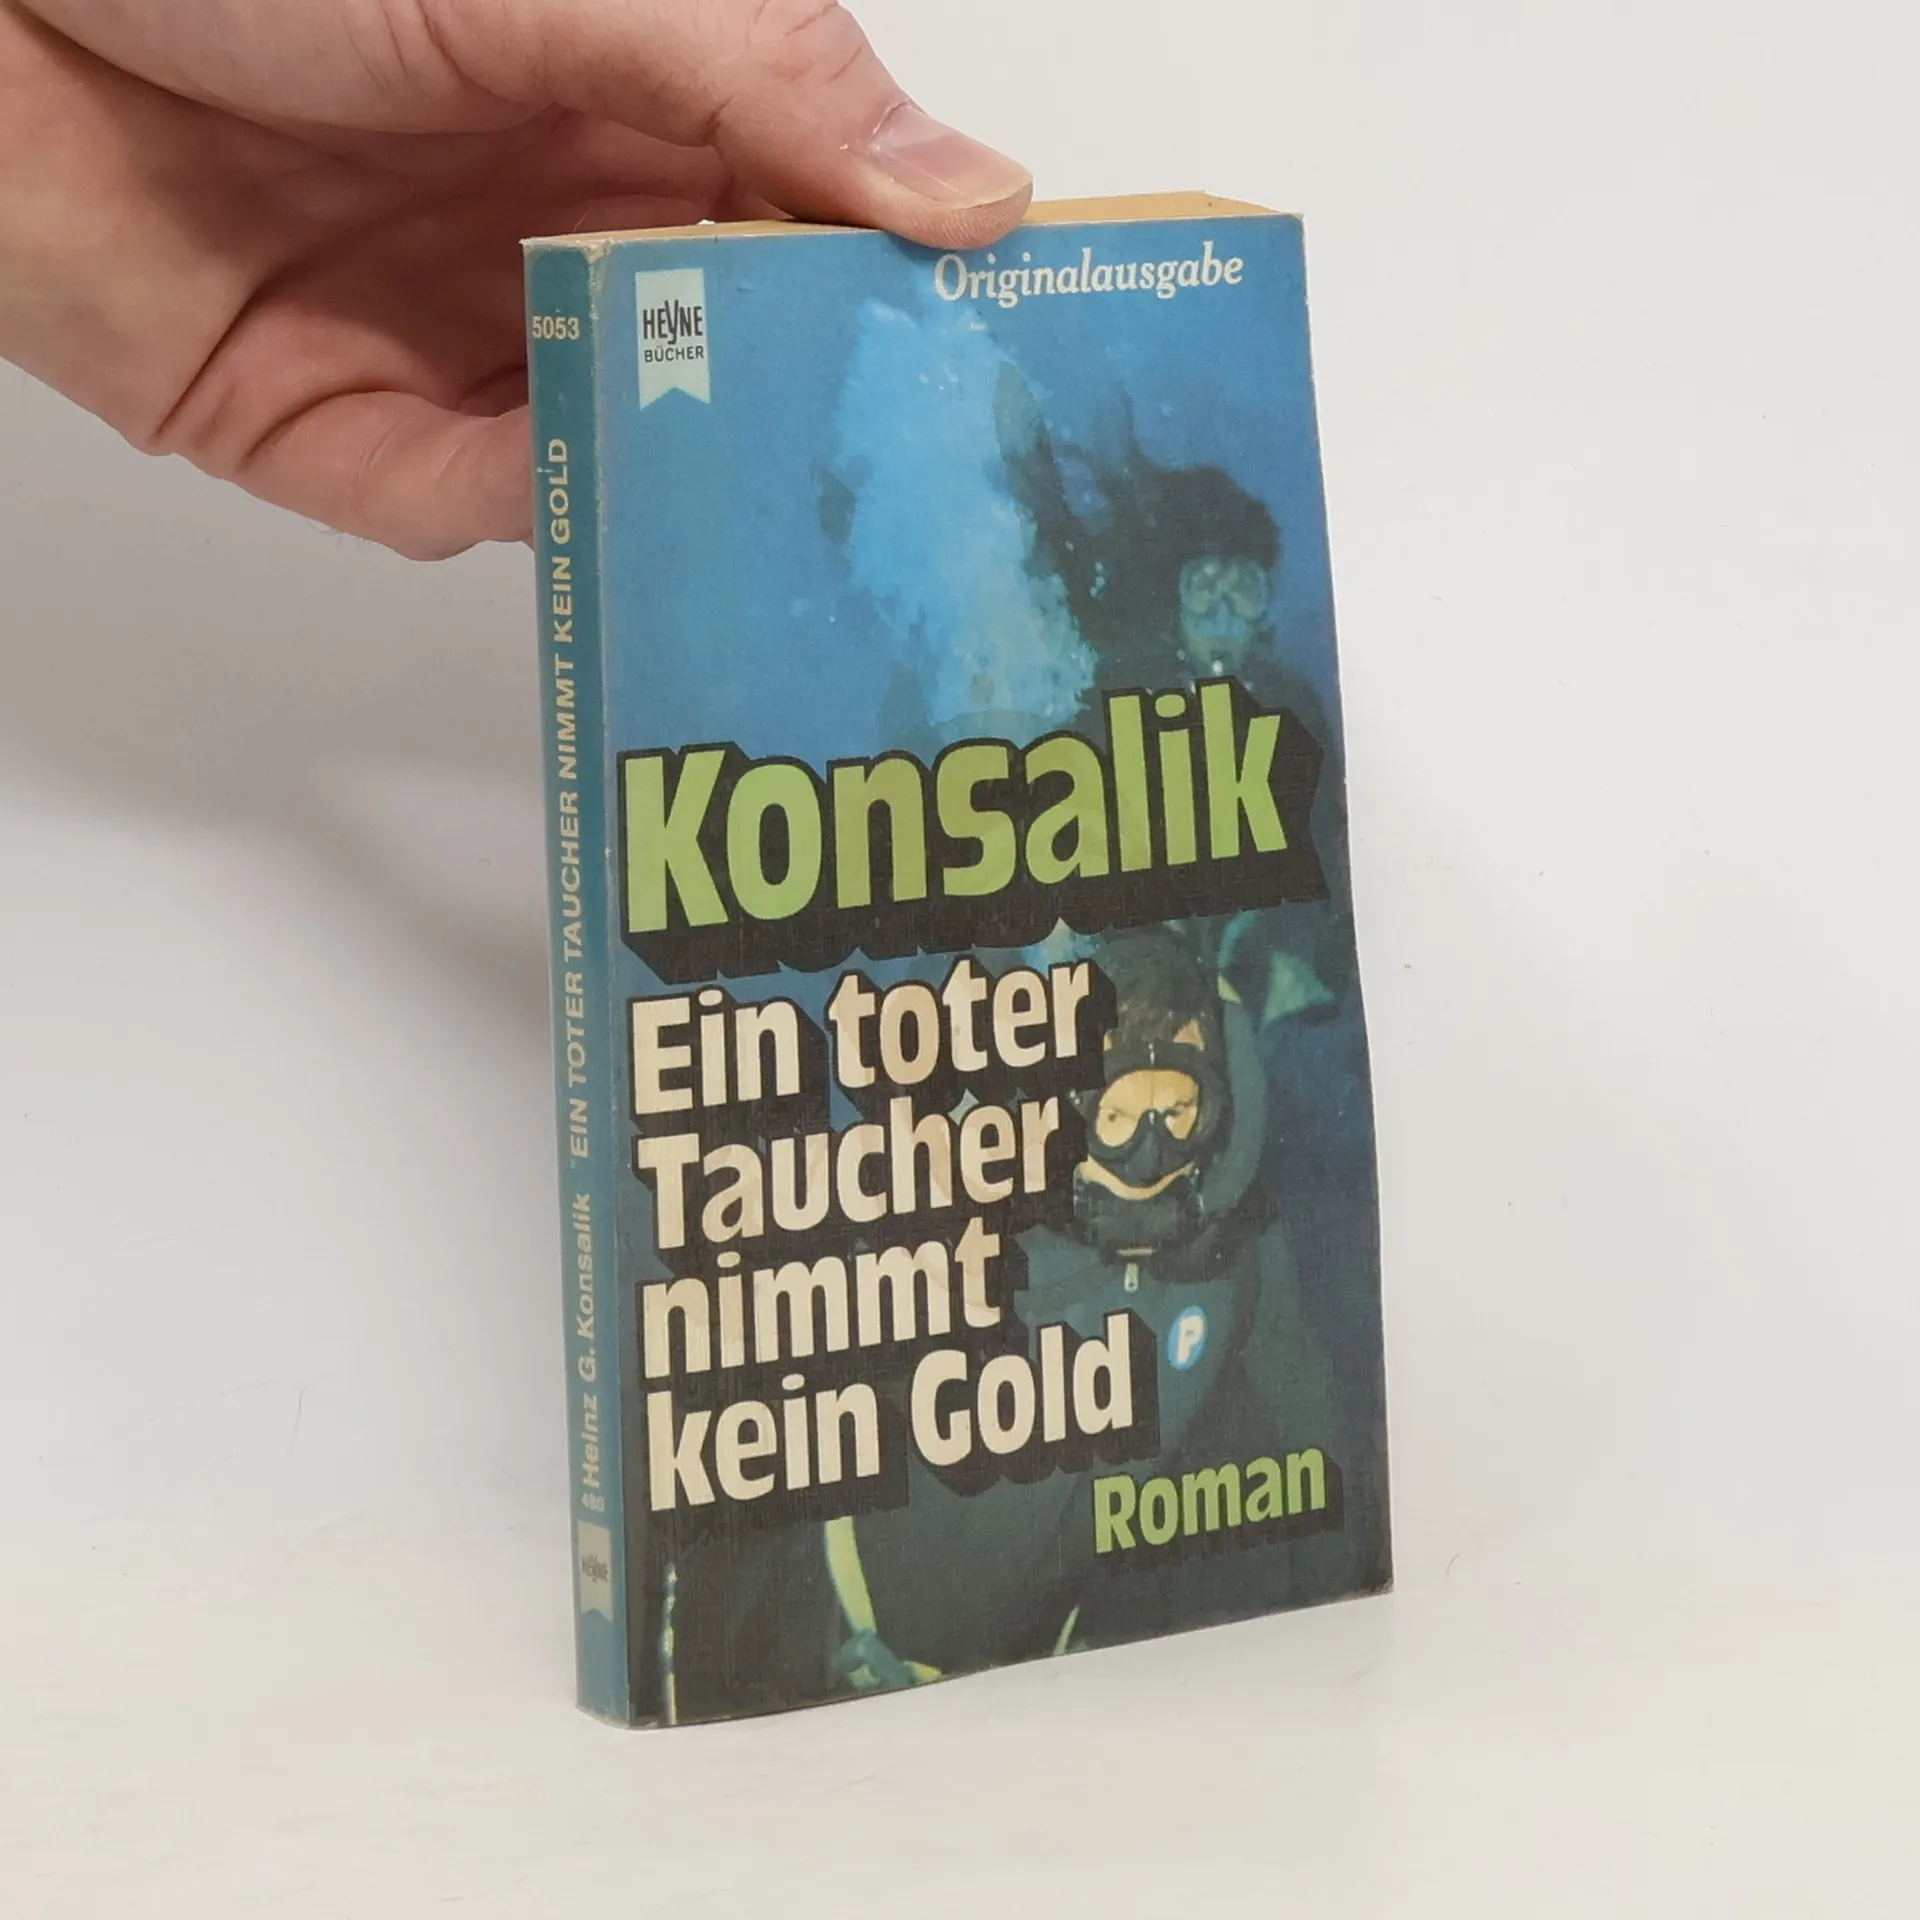 Originalausgabe
HEYNE
BÜCHER
Konsalik
Ein toter
Taucher
nimmt
kein Gold
Roman
P
5053
Heinz G. Konsalik EIN TOTER TAUCHER NIMMT KEIN GOLD
480
HEYNE